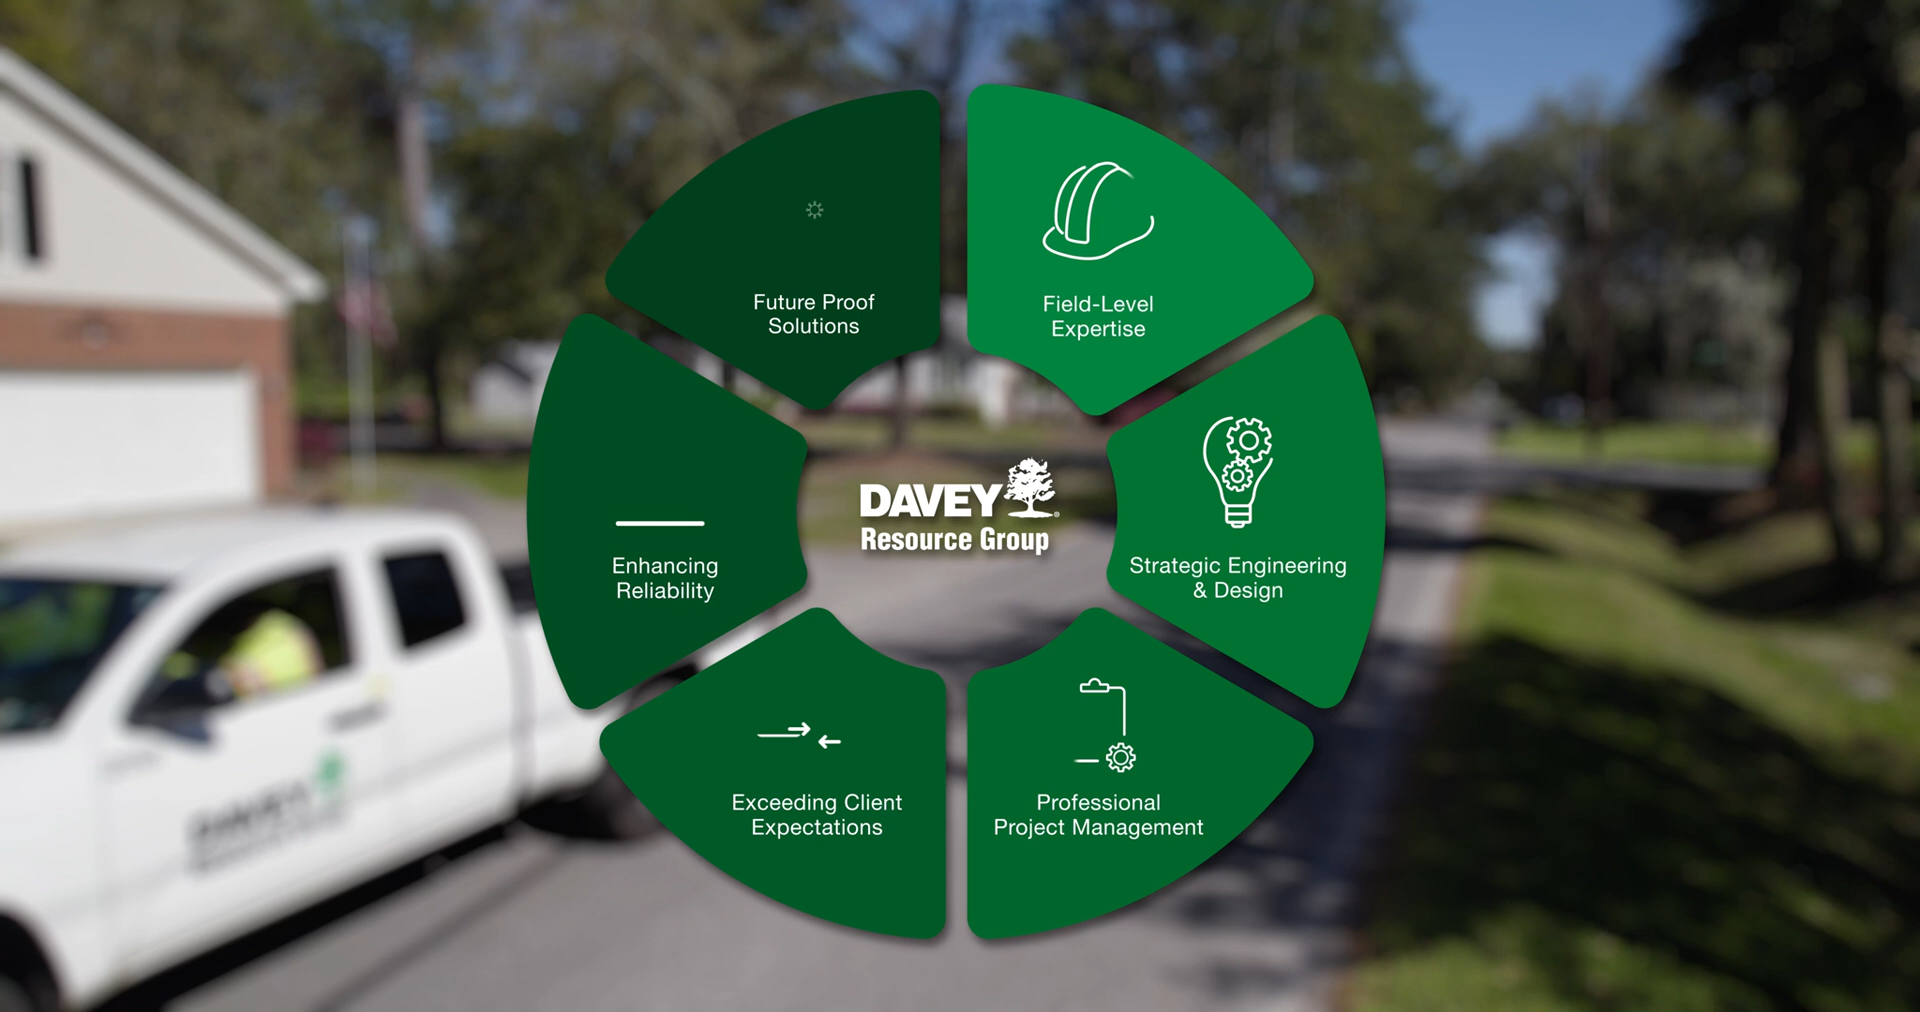 Future Proof
Solutions
Field-Level
Expertise
Enhancing
Reliability
DAVEY
Resource Group
Strategic Engineering
& Design
Exceeding Client
Expectations
Professional
Project Management
DAVEY